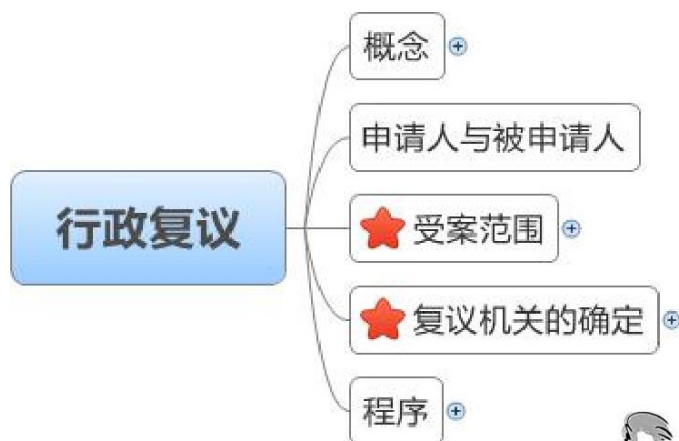 概念
申请人与被申请人
行政复议
受案范围
复议机关的确定
程序